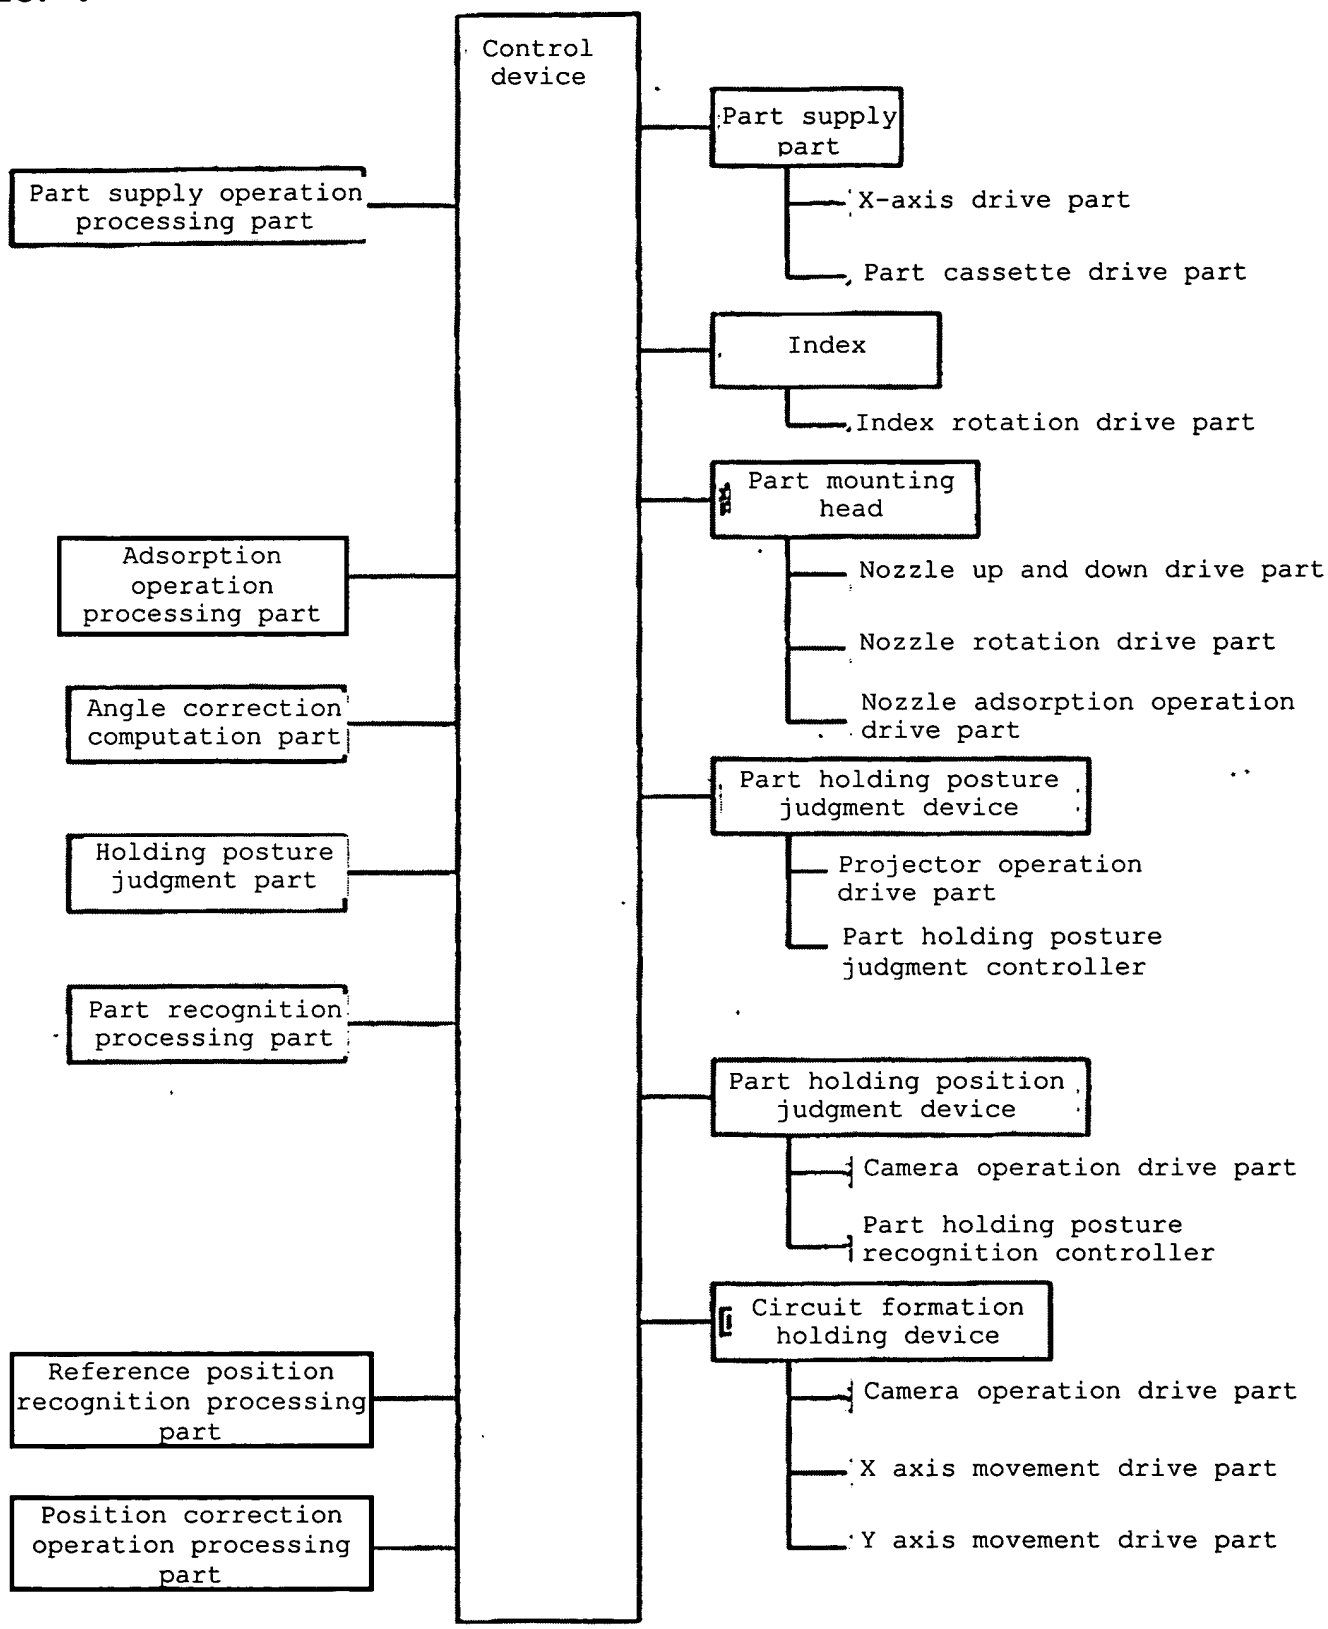 Control
device
Part supply
part
X-axis drive part
Part cassette drive part
Part supply operation
processing part
Index
Index rotation drive part
Part mounting
head
Nozzle up and down drive part
Nozzle rotation drive part
Nozzle adsorption operation
drive part
Adsorption
operation
processing part
Angle correction
computation part
Part holding posture
judgment device
Projector operation
drive part
Part holding posture
judgment controller
Holding posture
judgment part
Part recognition
processing part
Part holding position
judgment device
Camera operation drive part
Part holding posture
recognition controller
Circuit formation
holding device
Camera operation drive part
X axis movement drive part
Y axis movement drive part
Reference position
recognition processing
part
Position correction
operation processing
part